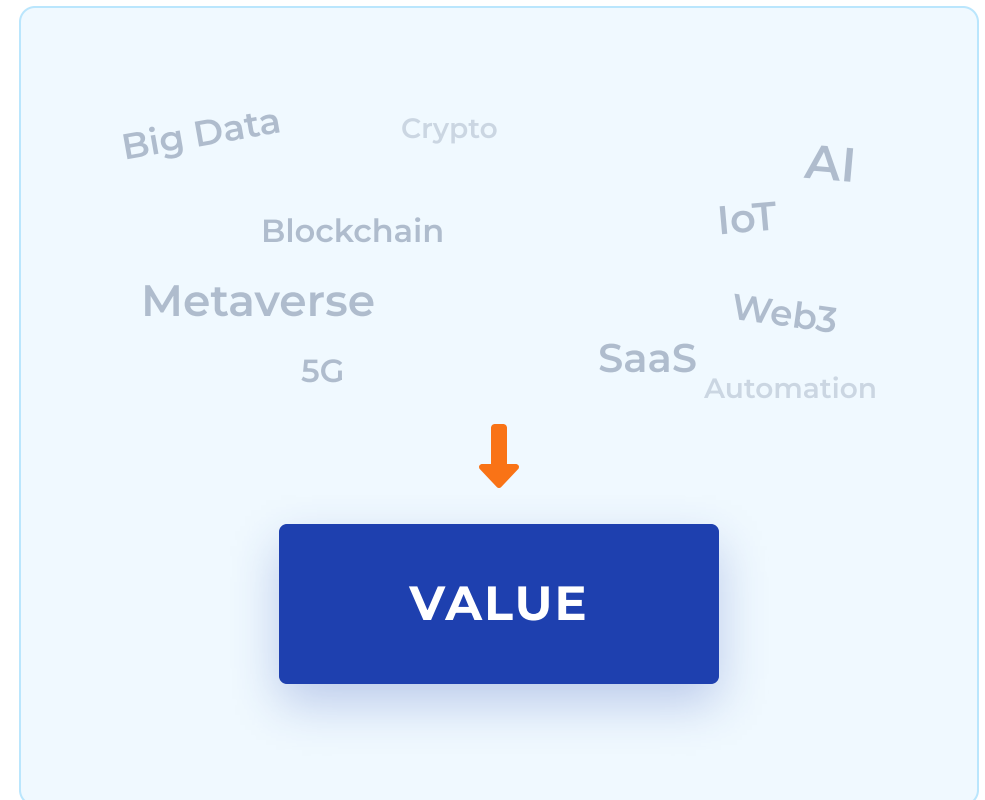 Big Data
Crypto
AI
IoT
Blockchain
Metaverse
Web3
SaaS
5G
Automation
VALUE